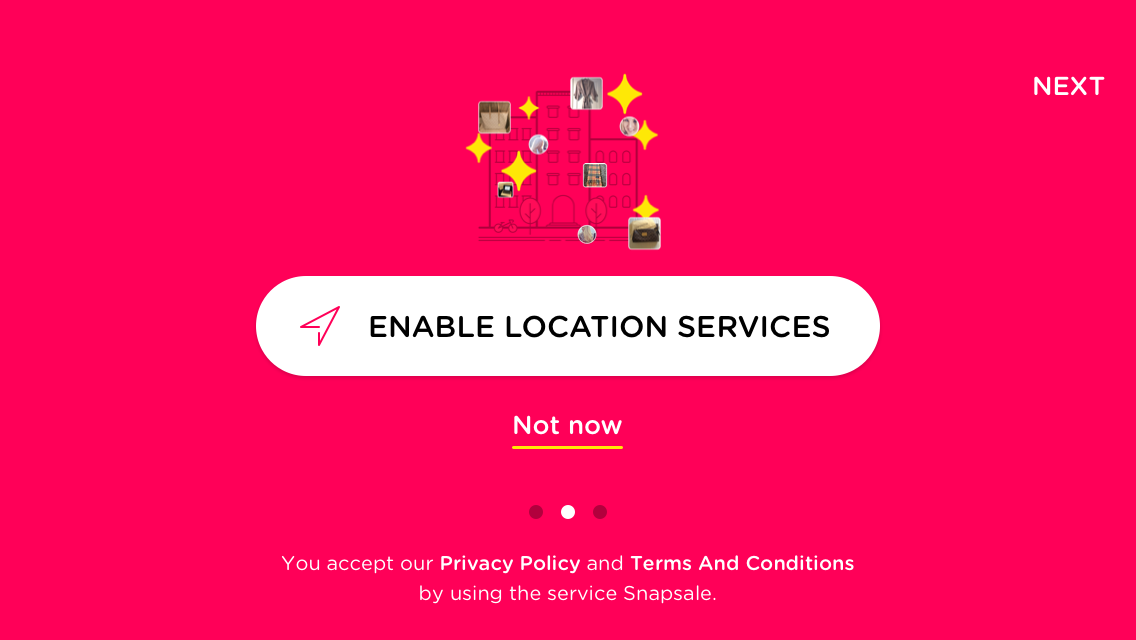 NEXT
ENABLE LOCATION SERVICES
Not now
You accept our Privacy Policy and Terms And Conditions
by using the service Snapsale.